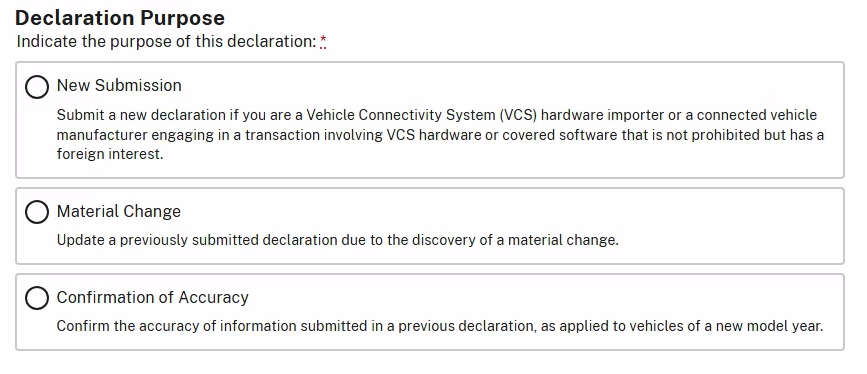 Declaration Purpose
Indicate the purpose of this declaration: *
New Submission
Submit a new declaration if you are a Vehicle Connectivity System (VCS) hardware importer or a connected vehicle
manufacturer engaging in a transaction involving VCS hardware or covered software that is not prohibited but has a
foreign interest.
Material Change
Update a previously submitted declaration due to the discovery of a material change.
Confirmation of Accuracy
Confirm the accuracy of information submitted in a previous declaration, as applied to vehicles of a new model year.